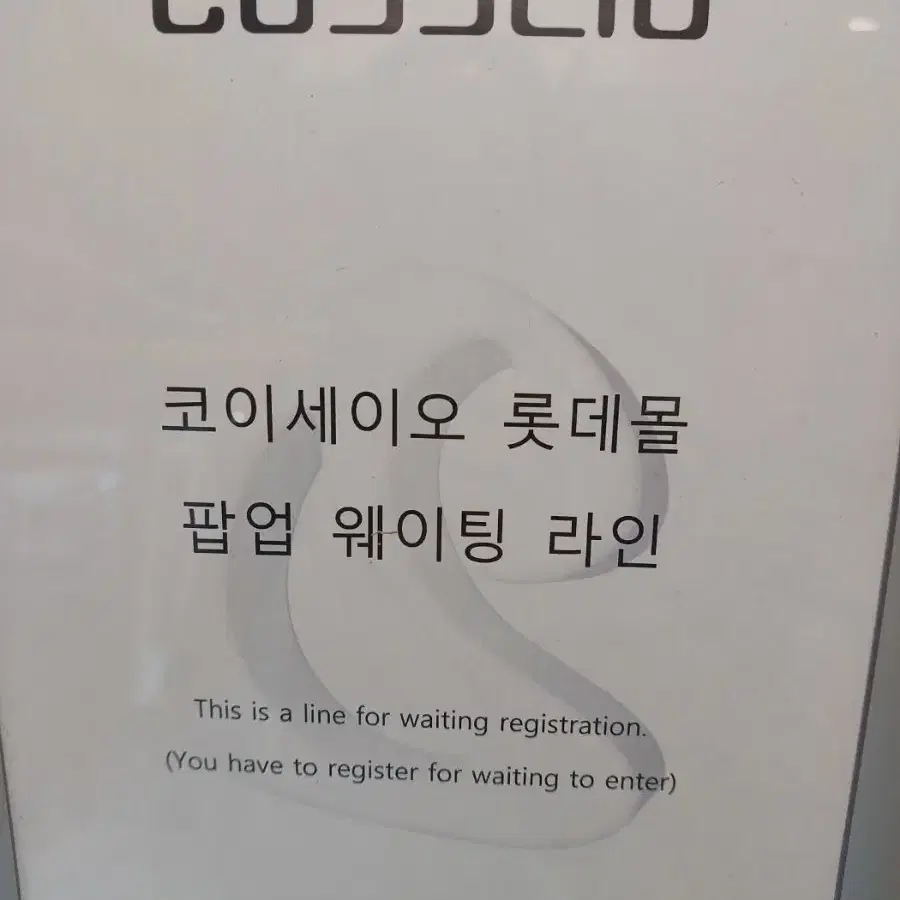 코이세이오 롯데몰
팝업 웨이팅 라인
This is a line for waiting registration.
(You have to register for waiting to enter)